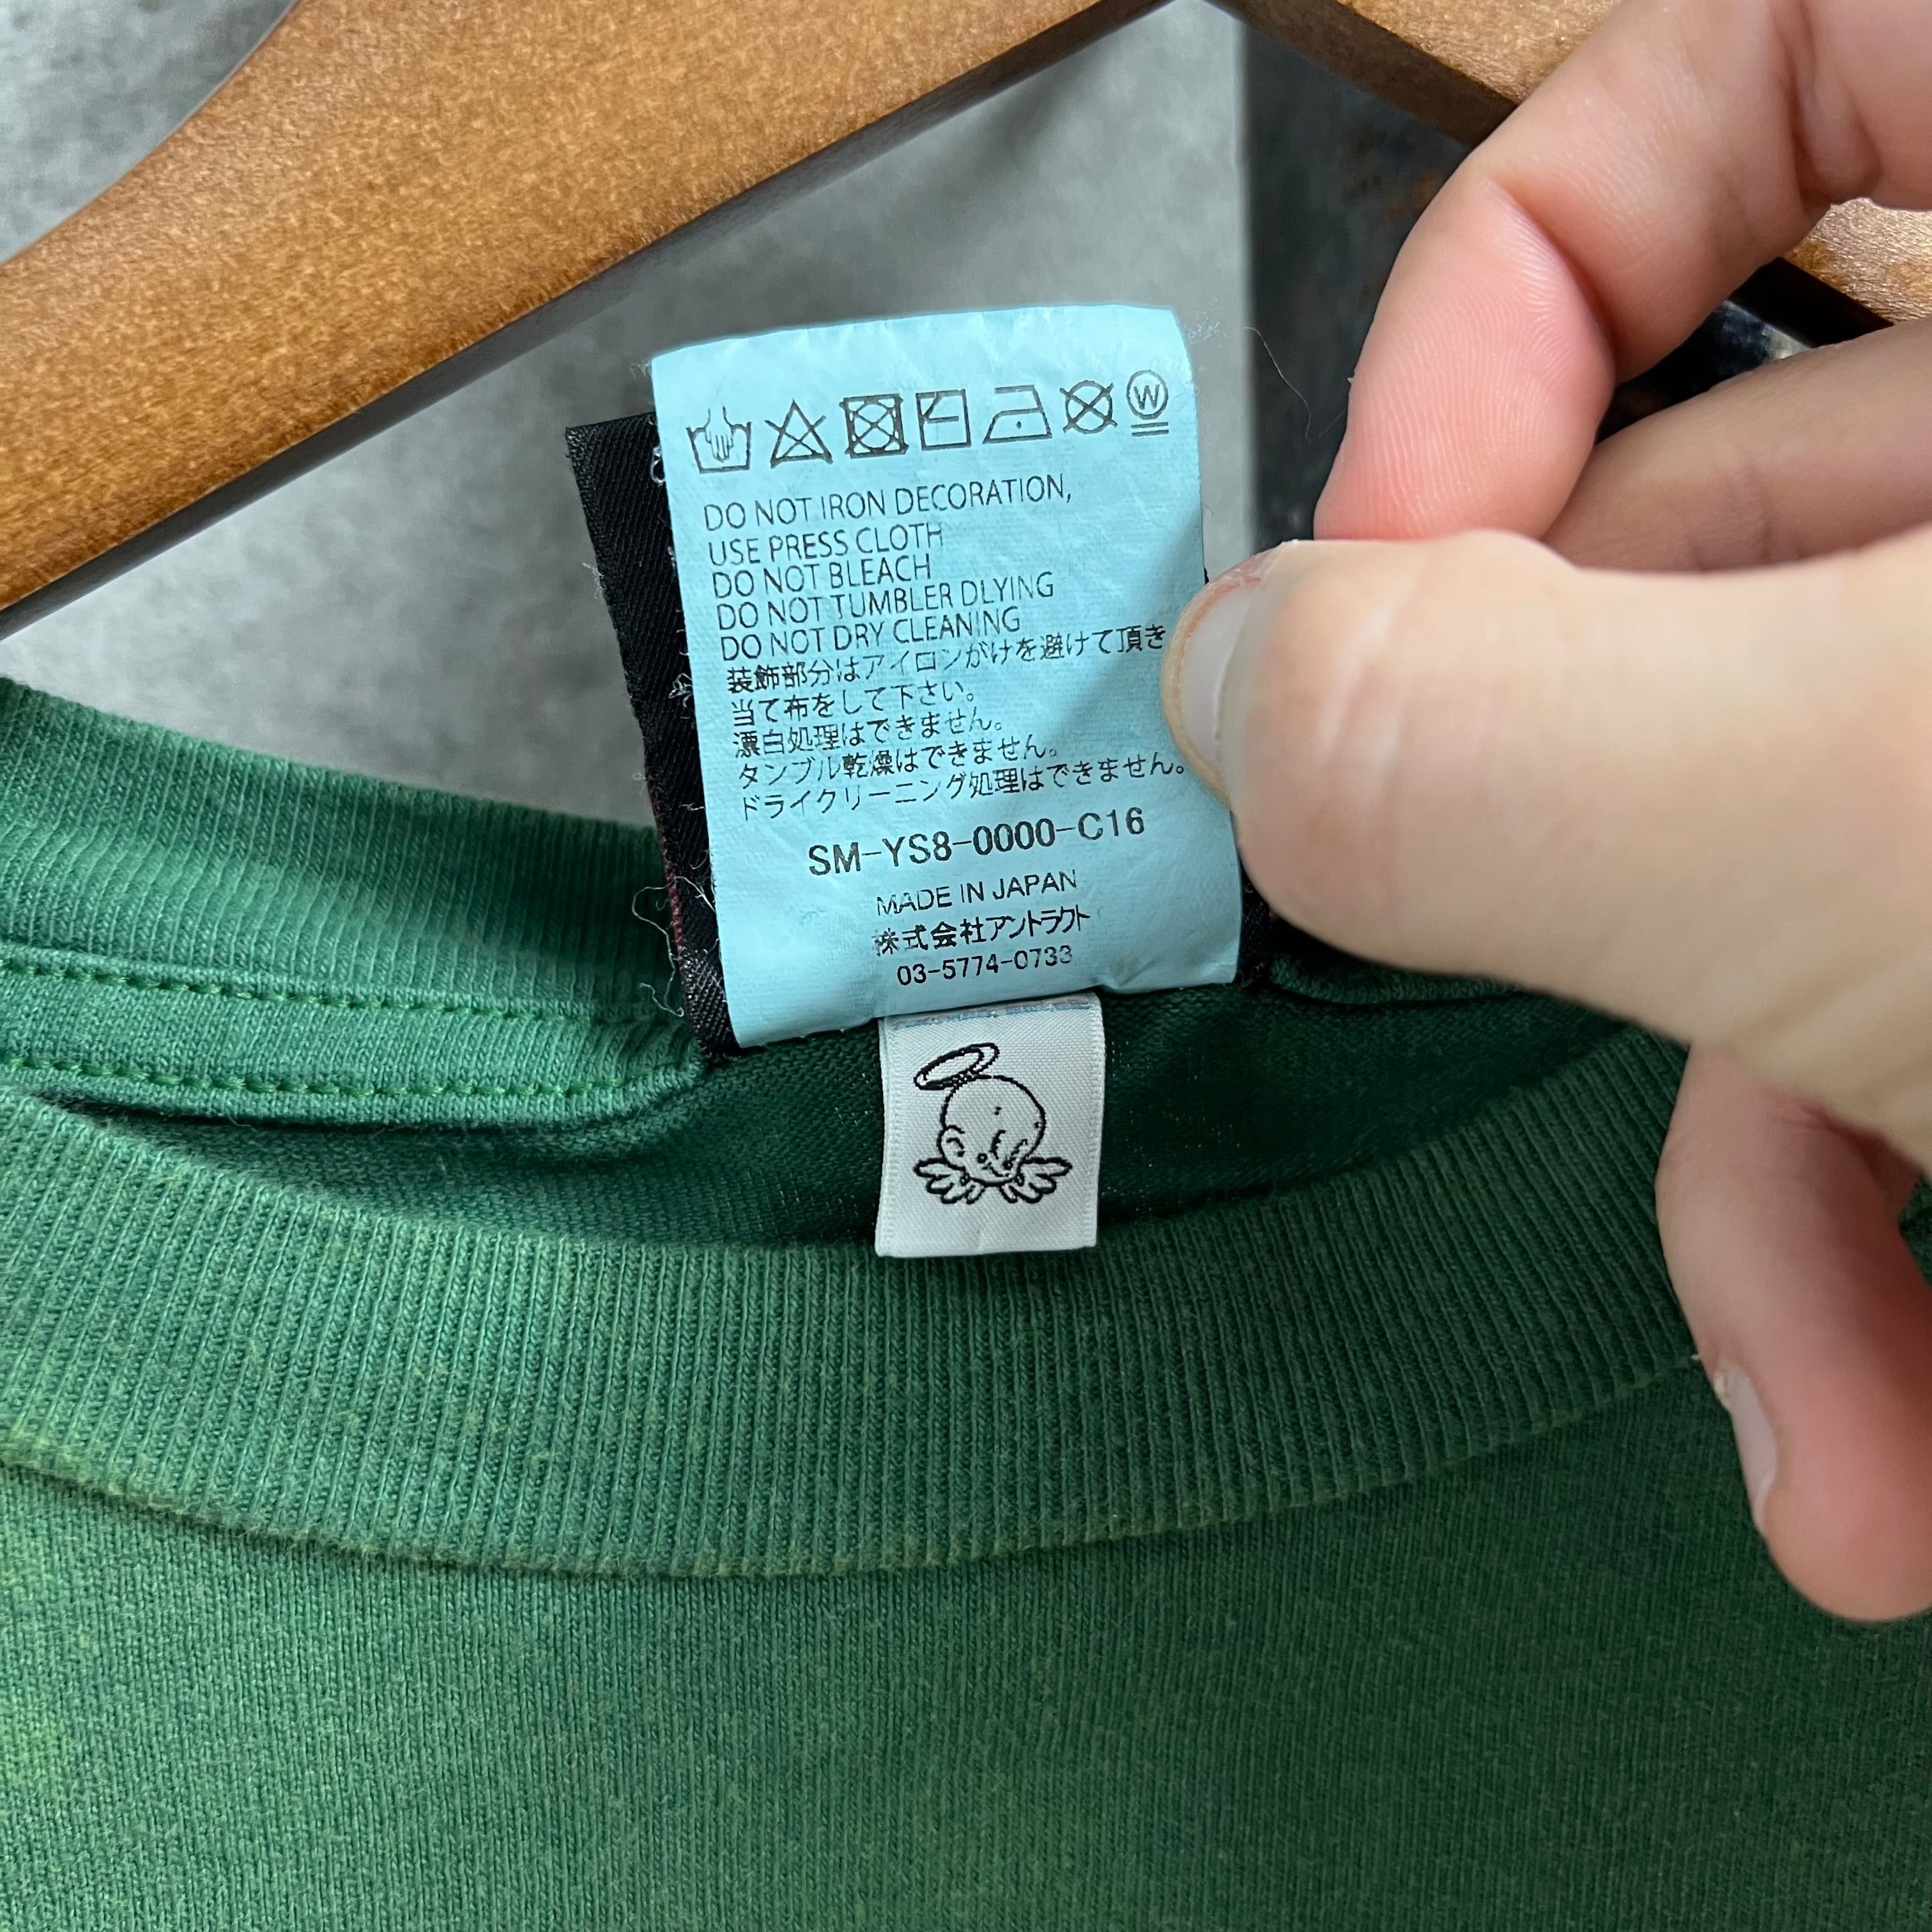 W
DO NOT IRON DECORATION,
USE PRESS CLOTH
DO NOT BLEACH
DO NOT TUMBLER DLYING
DO NOT DRY CLEANING
装飾部分はアイロンがけを避けて頂き
当て布をして下さい。
漂白処理はできません。
タンブル乾燥はできません。
ドライクリーニング処理はできません。
SM-YS8-0000-C16
MADE IN JAPAN
株式会社アントラクト
03-5774-0733